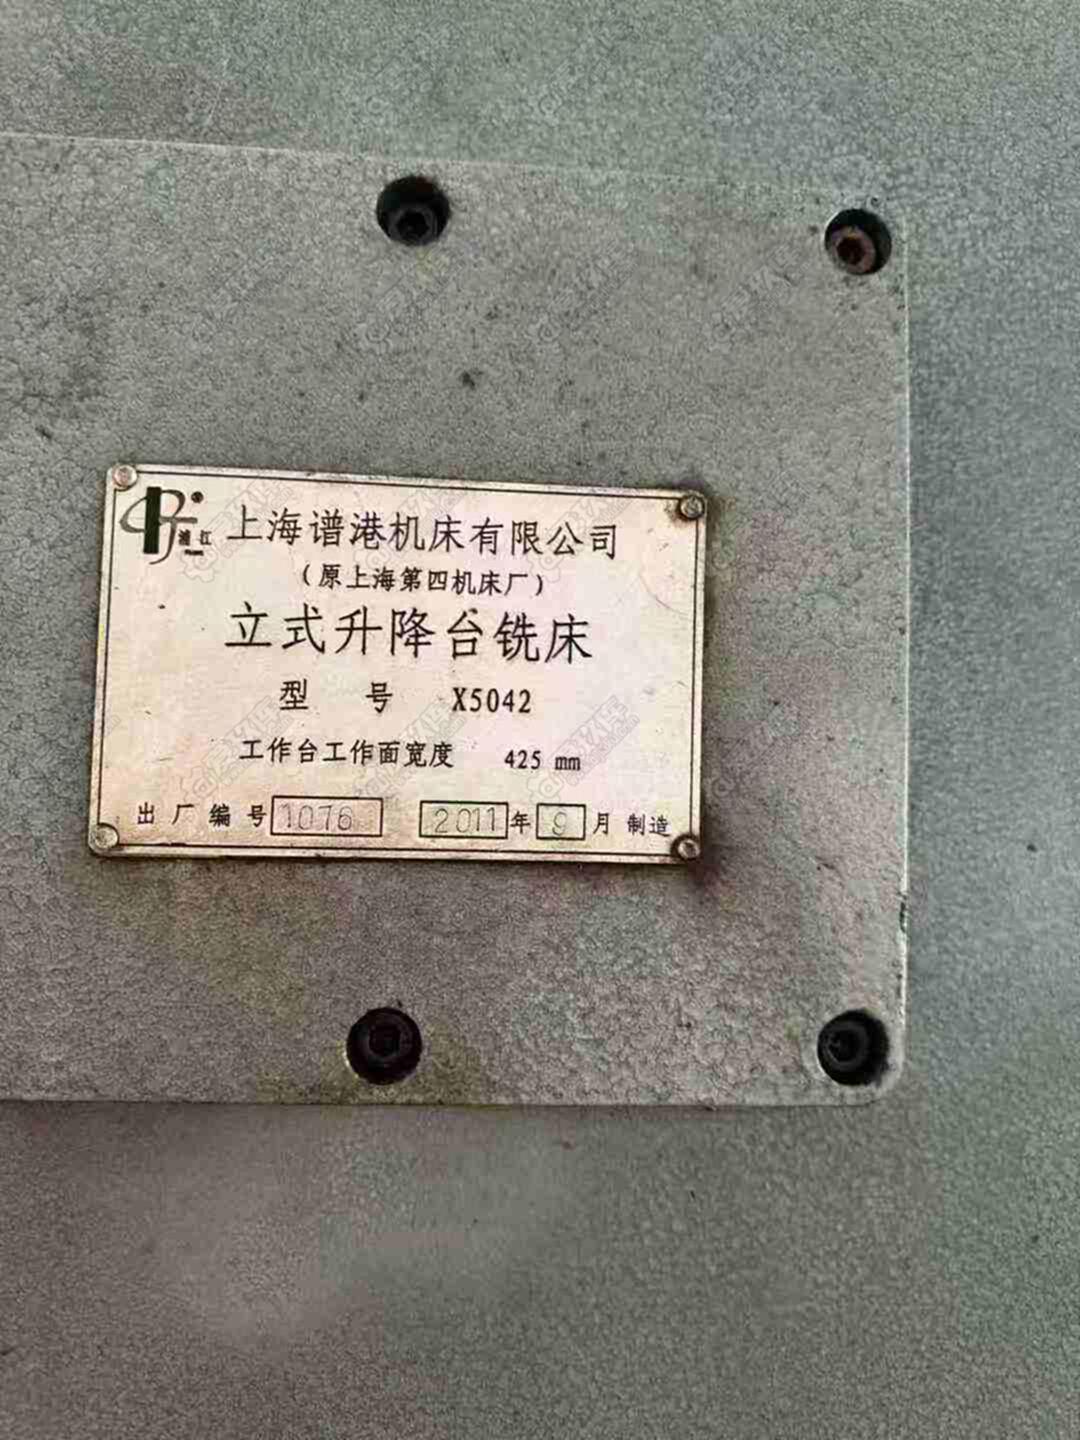 浦江 上海谱港机床有限公司
(原上海第四机床厂)
立式升降台铣床
型 号 X5042
工作台工作面宽度 425 mm
出厂编号 1076 2011 年 9 月 制造